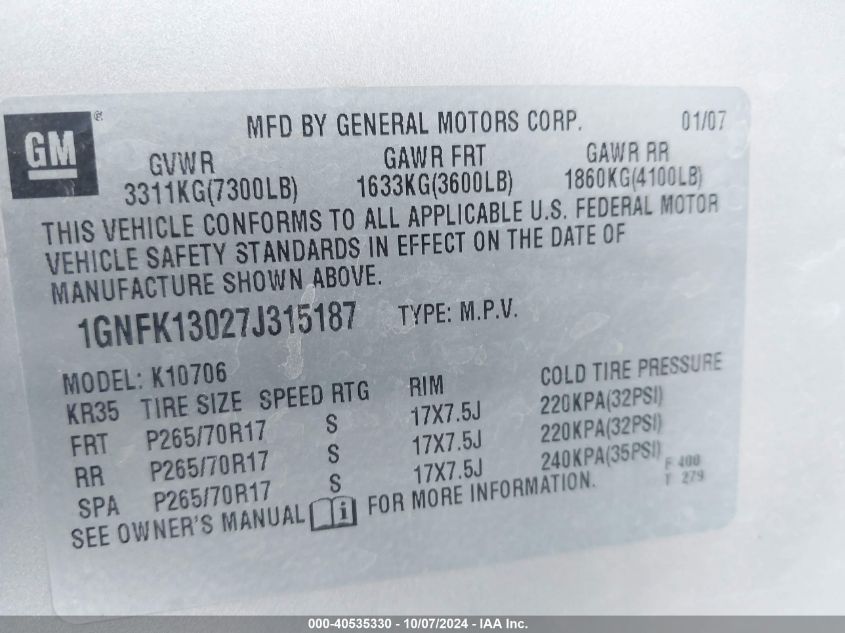 GM ®
MFD BY GENERAL MOTORS CORP. 01/07
GVWR GAWR FRT GAWR RR
3311KG(7300LB) 1633KG(3600LB) 1860KG(4100LB)
THIS VEHICLE CONFORMS TO ALL APPLICABLE U.S. FEDERAL MOTOR
VEHICLE SAFETY STANDARDS IN EFFECT ON THE DATE OF
MANUFACTURE SHOWN ABOVE.
1GNFK13027J315187 TYPE: M.P.V.
MODEL: K10706
KR35 TIRE SIZE SPEED RTG RIM COLD TIRE PRESSURE
FRT P265/70R17 S 17X7.5J 220KPA(32PSI)
RR P265/70R17 S 17X7.5J 220KPA(32PSI)
SPA P265/70R17 S 17X7.5J 240KPA(35PSI)
F 400
T 279
SEE OWNER'S MANUAL i FOR MORE INFORMATION.
000-40535330 - 10/07/2024 - IAA Inc.